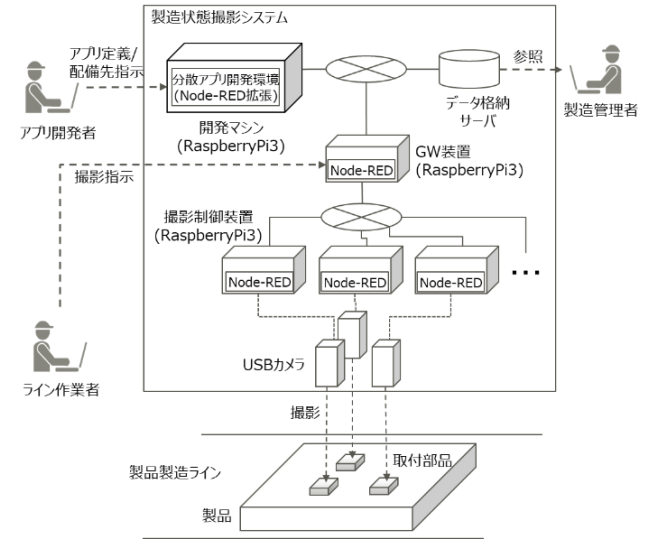 製造状態撮影システム
アプリ定義/
配備先指示
分散アプリ開発環境
(Node-RED拡張)
参照
アプリ開発者
開発マシン
(RaspberryPi3)
データ格納
サーバ
製造管理者
撮影指示
Node-RED
GW装置
(RaspberryPi3)
撮影制御装置
(RaspberryPi3)
Node-RED
Node-RED
Node-RED
...
USBカメラ
ライン作業者
撮影
製品製造ライン
取付部品
製品